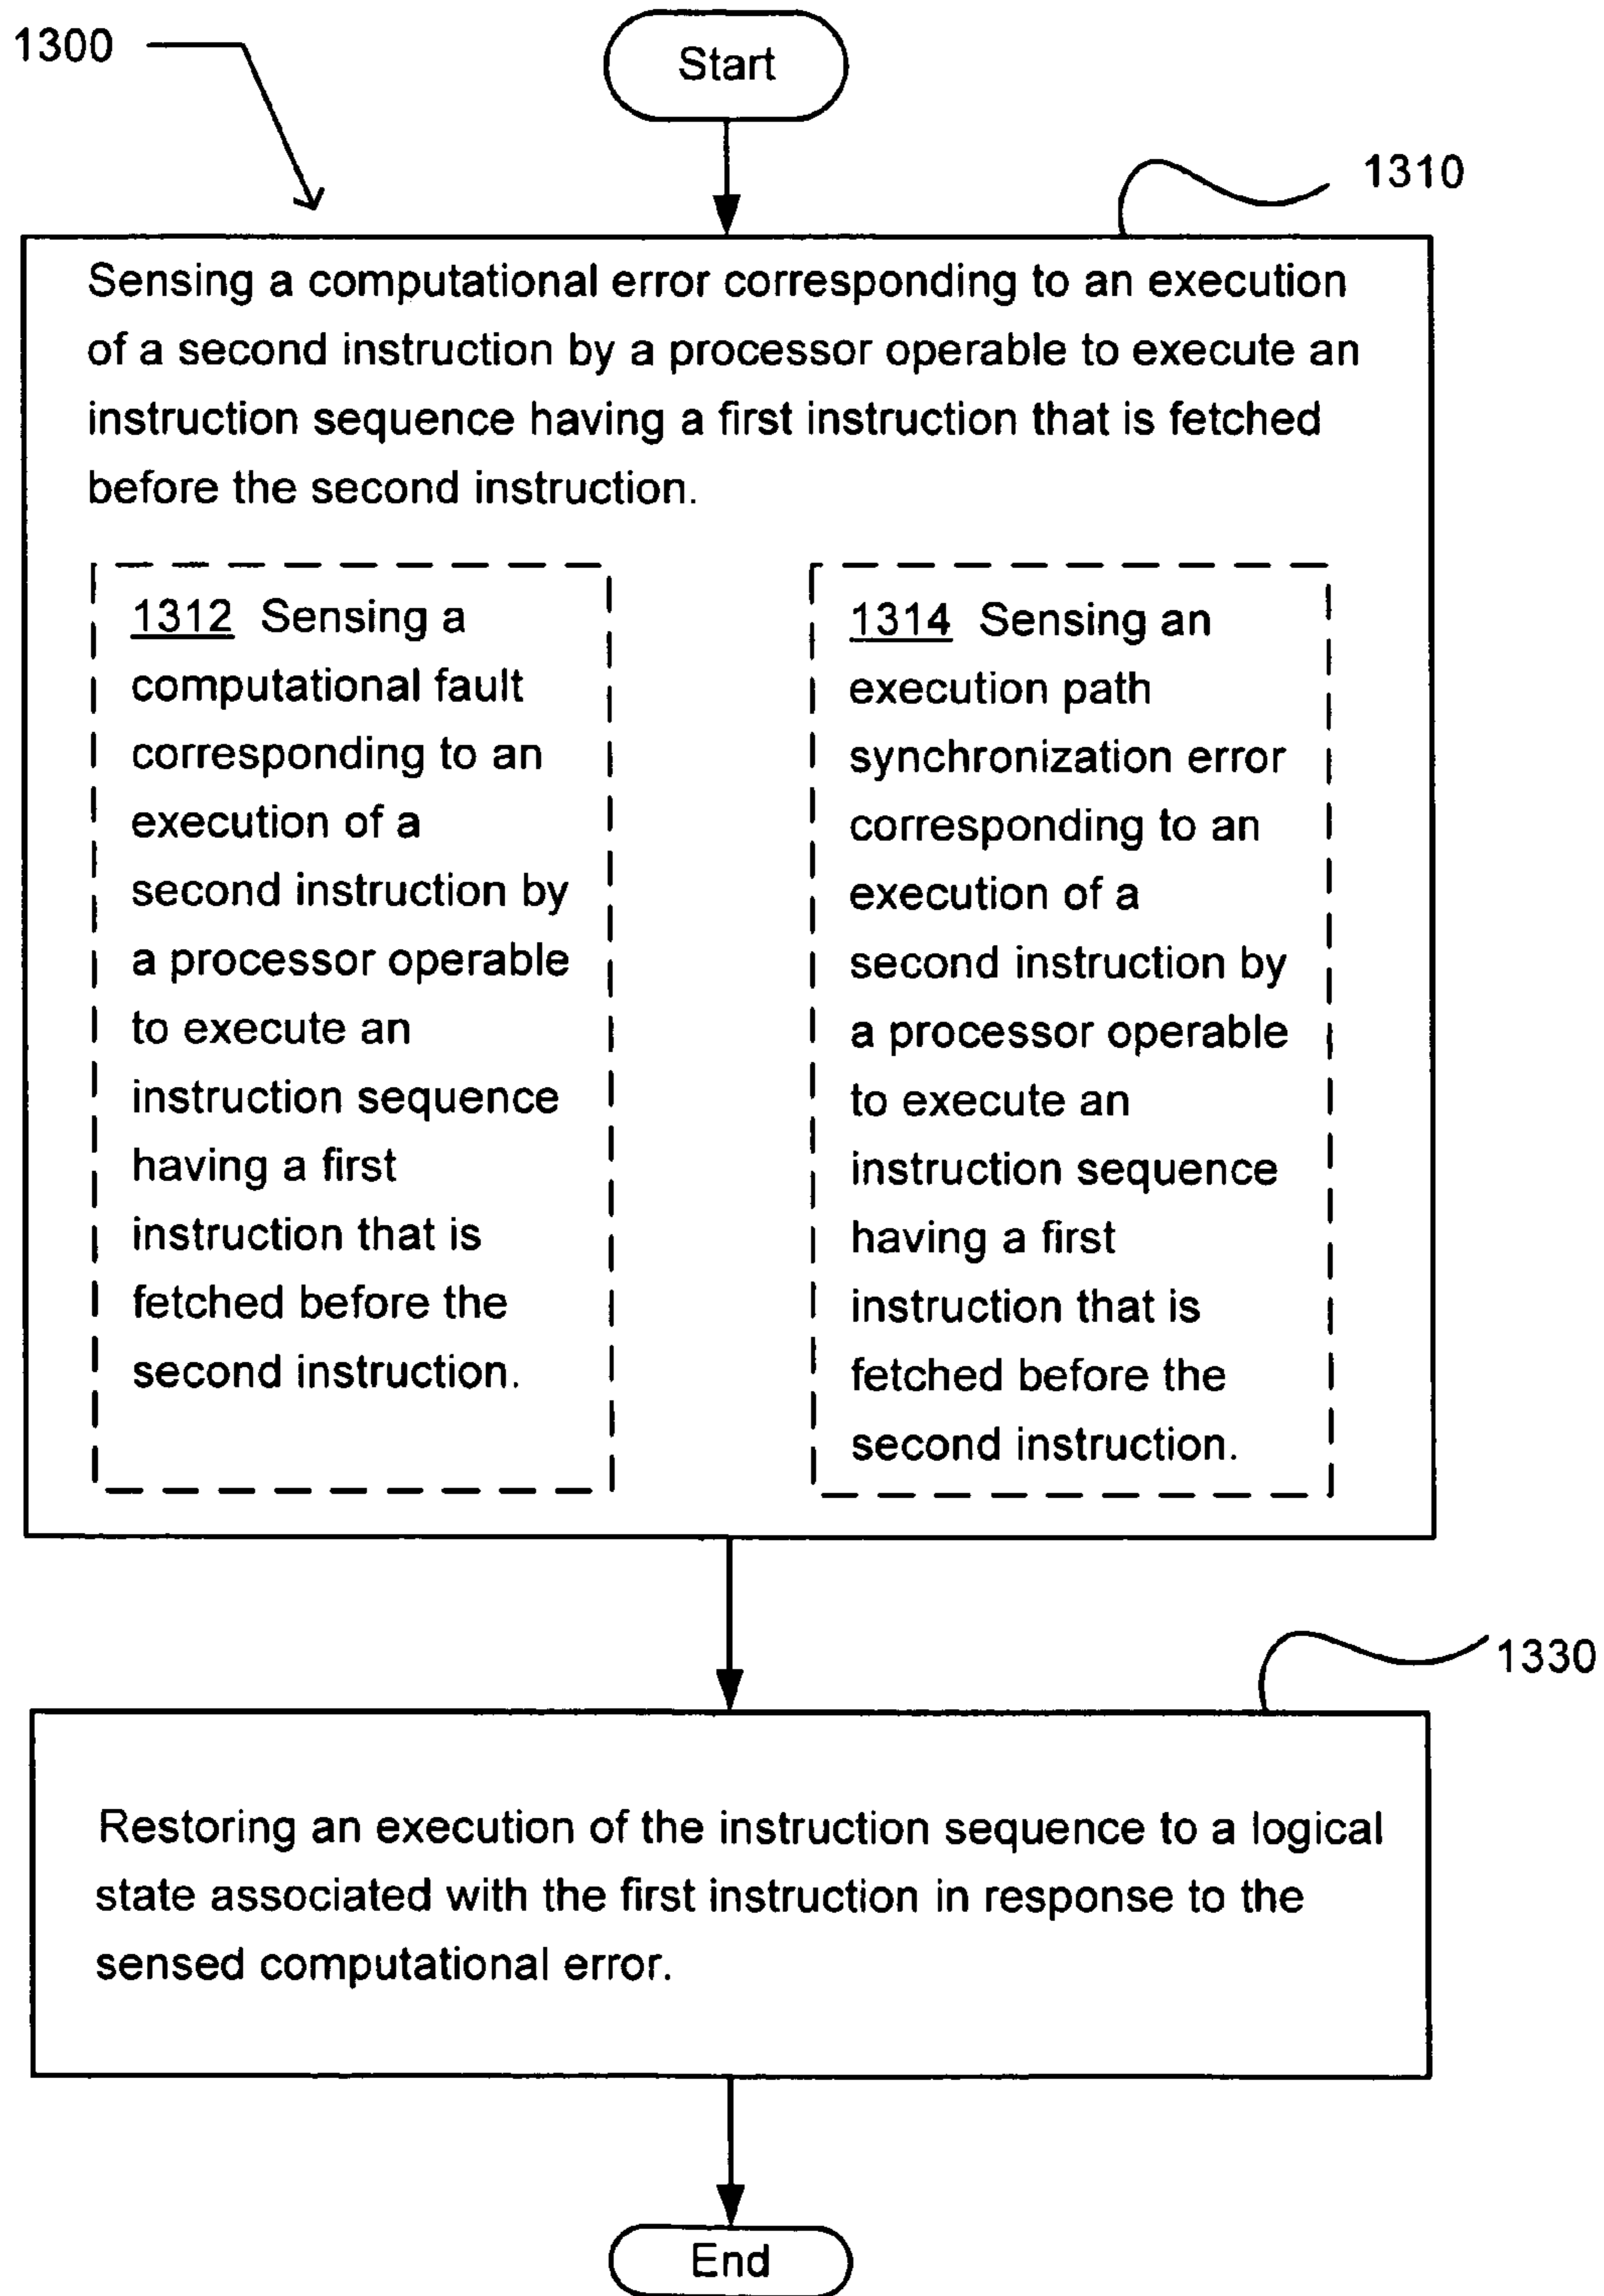 1300
Start
1310
Sensing a computational error corresponding to an execution
of a second instruction by a processor operable to execute an
instruction sequence having a first instruction that is fetched
before the second instruction.
1312 Sensing a
computational fault
corresponding to an
execution of a
second instruction by
a processor operable
to execute an
instruction sequence
having a first
instruction that is
fetched before the
second instruction.
1314 Sensing an
execution path
synchronization error
corresponding to an
execution of a
second instruction by
a processor operable
to execute an
instruction sequence
having a first
instruction that is
fetched before the
second instruction.
1330
Restoring an execution of the instruction sequence to a logical
state associated with the first instruction in response to the
sensed computational error.
End